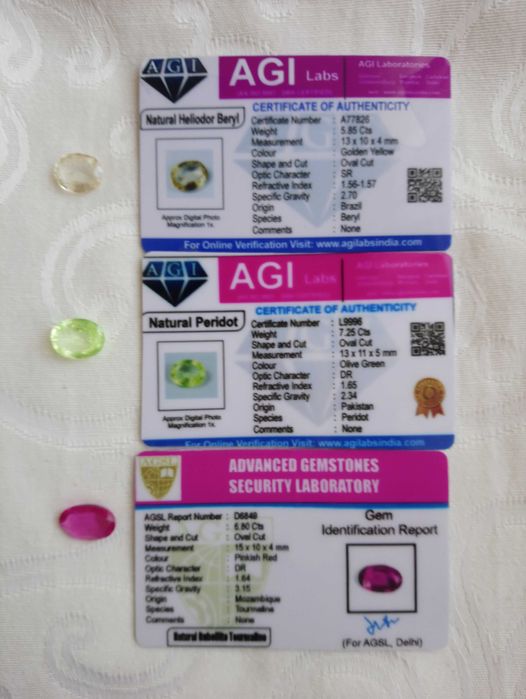 AGI
AGI Labs
AGI Laboratories
Natural Heliodor Beryl
CERTIFICATE OF AUTHENTICITY
Certificate Number : A77826
Weight : 5.85 Cts
Measurement : 13 x 10 x 4 mm
Colour : Golden Yellow
Shape and Cut : Oval Cut
Optic Character : SR
Refractive Index : 1.56-1.57
Specific Gravity : 2.70
Origin : Brazil
Species : Beryl
Comments : None
Approx Digital Photo
Magnification 1x.
For Online Verification Visit: www.agilabsindia.com
AGI
AGI Labs
AGI Laboratories
Natural Peridot
CERTIFICATE OF AUTHENTICITY
Certificate Number : L9996
Weight : 7.25 Cts
Shape and Cut : Oval Cut
Measurement : 13 x 11 x 5 mm
Colour : Olive Green
Optic Character : DR
Refractive Index : 1.65
Specific Gravity : 2.34
Origin : Pakistan
Species : Peridot
Comments : None
Approx Digital Photo
Magnification 1x.
For Online Verification Visit: www.agilabsindia.com
AGSL
ADVANCED GEMSTONES
SECURITY LABORATORY
AGSL Report Number : D6849
Weight : 6.80 Cts
Shape and Cut : Oval Cut
Measurement : 15 x 10 x 4 mm
Colour : Pinkish Red
Optic Character : DR
Refractive Index : 1.64
Specific Gravity : 3.15
Origin : Mozambique
Species : Tourmaline
Comments : None
Natural Rubellite Tourmaline
Gem
Identification Report
(For AGSL, Delhi)